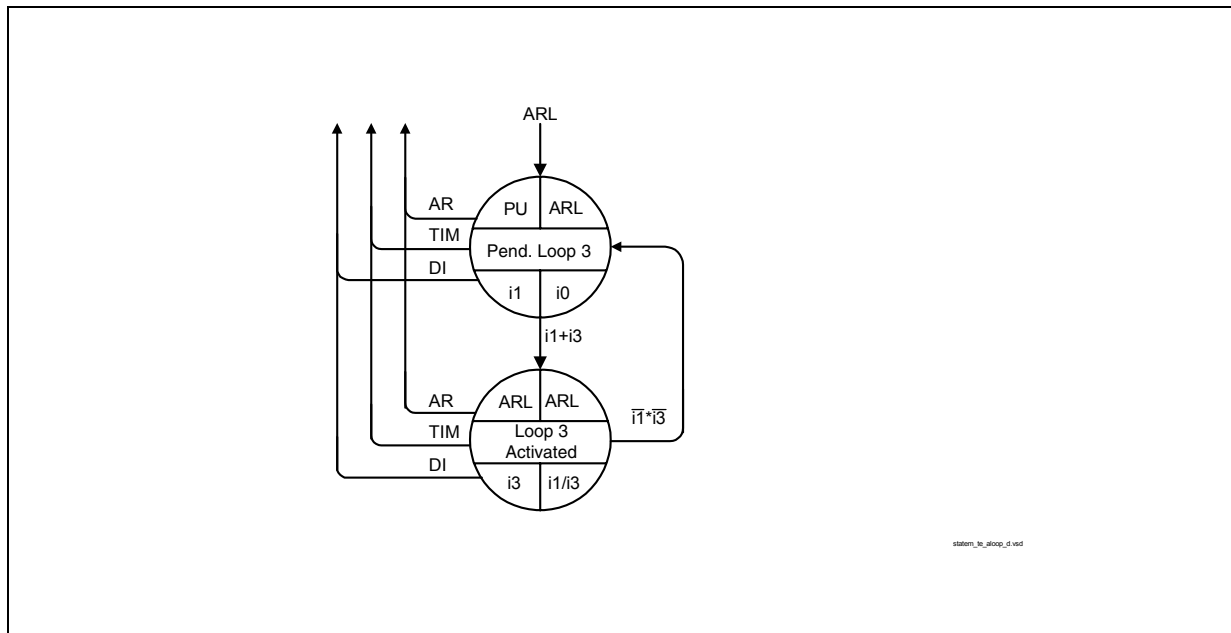 ARL
AR
PU ARL
TIM
Pend. Loop 3
DI
i1 i0
i1+i3
AR
ARL ARL
i1*i3
TIM
Loop 3
Activated
DI
i3 i1/i3
statem_te_aloop_d.vsd